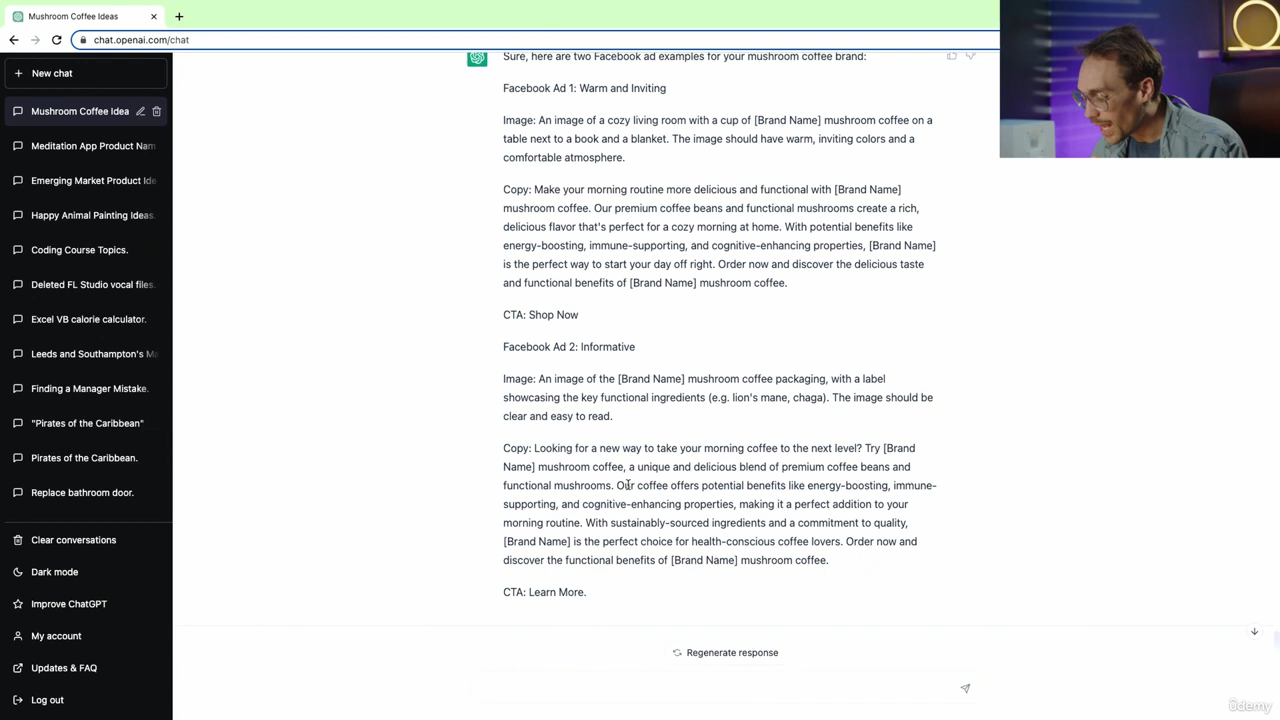 Mushroom Coffee Ideas
chat.openai.com/chat
New chat
Mushroom Coffee Idea
Meditation App Product Nam
Emerging Market Product Ide
Happy Animal Painting Ideas.
Coding Course Topics.
Deleted FL Studio vocal files.
Excel VB calorie calculator.
Leeds and Southampton's Ma
Finding a Manager Mistake.
"Pirates of the Caribbean"
Pirates of the Caribbean.
Replace bathroom door.
Clear conversations
Dark mode
Improve ChatGPT
My account
Updates & FAQ
Log out
Sure, here are two Facebook ad examples for your mushroom coffee brand:
Facebook Ad 1: Warm and Inviting
Image: An image of a cozy living room with a cup of [Brand Name] mushroom coffee on a
table next to a book and a blanket. The image should have warm, inviting colors and a
comfortable atmosphere.
Copy: Make your morning routine more delicious and functional with [Brand Name]
mushroom coffee. Our premium coffee beans and functional mushrooms create a rich,
delicious flavor that's perfect for a cozy morning at home. With potential benefits like
energy-boosting, immune-supporting, and cognitive-enhancing properties, [Brand Name]
is the perfect way to start your day off right. Order now and discover the delicious taste
and functional benefits of [Brand Name] mushroom coffee.
CTA: Shop Now
Facebook Ad 2: Informative
Image: An image of the [Brand Name] mushroom coffee packaging, with a label
showcasing the key functional ingredients (e.g. lion's mane, chaga). The image should be
clear and easy to read.
Copy: Looking for a new way to take your morning coffee to the next level? Try [Brand
Name] mushroom coffee, a unique and delicious blend of premium coffee beans and
functional mushrooms. Our coffee offers potential benefits like energy-boosting, immune-
supporting, and cognitive-enhancing properties, making it a perfect addition to your
morning routine. With sustainably-sourced ingredients and a commitment to quality,
[Brand Name] is the perfect choice for health-conscious coffee lovers. Order now and
discover the functional benefits of [Brand Name] mushroom coffee.
CTA: Learn More.
Regenerate response
ûdemy